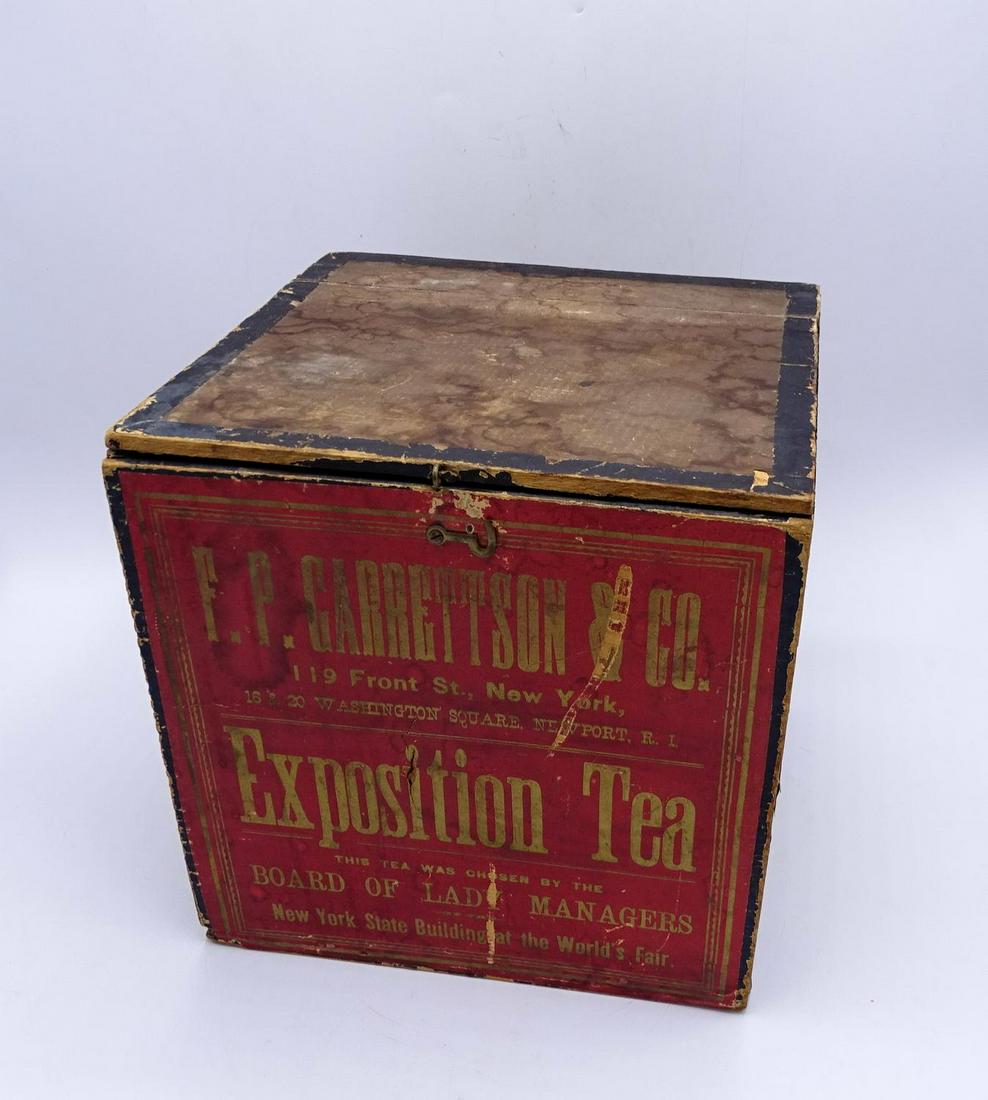 F. P. GARRETTSON & CO.
119 Front St., New York,
16 & 20 WASHINGTON SQUARE, NEWPORT, R. I.
Exposition Tea
THIS TEA WAS CHOSEN BY THE
BOARD OF LADY MANAGERS
New York State Building at the World's Fair.